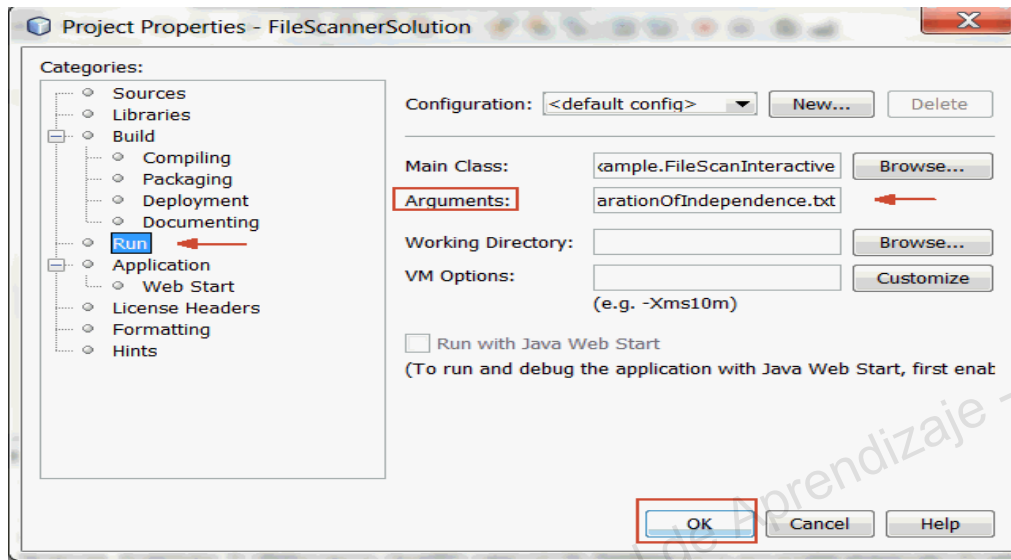 Project Properties - FileScannerSolution
Categories:
Sources
Libraries
Build
Compiling
Packaging
Deployment
Documenting
Run
Application
Web Start
License Headers
Formatting
Hints
Configuration: <default config> New... Delete
Main Class: xample.FileScanInteractive Browse...
Arguments: arationOfIndependence.txt
Working Directory: Browse...
VM Options: Customize
(e.g. -Xms10m)
Run with Java Web Start
(To run and debug the application with Java Web Start, first enab
OK Cancel Help
de Aprendizaje -